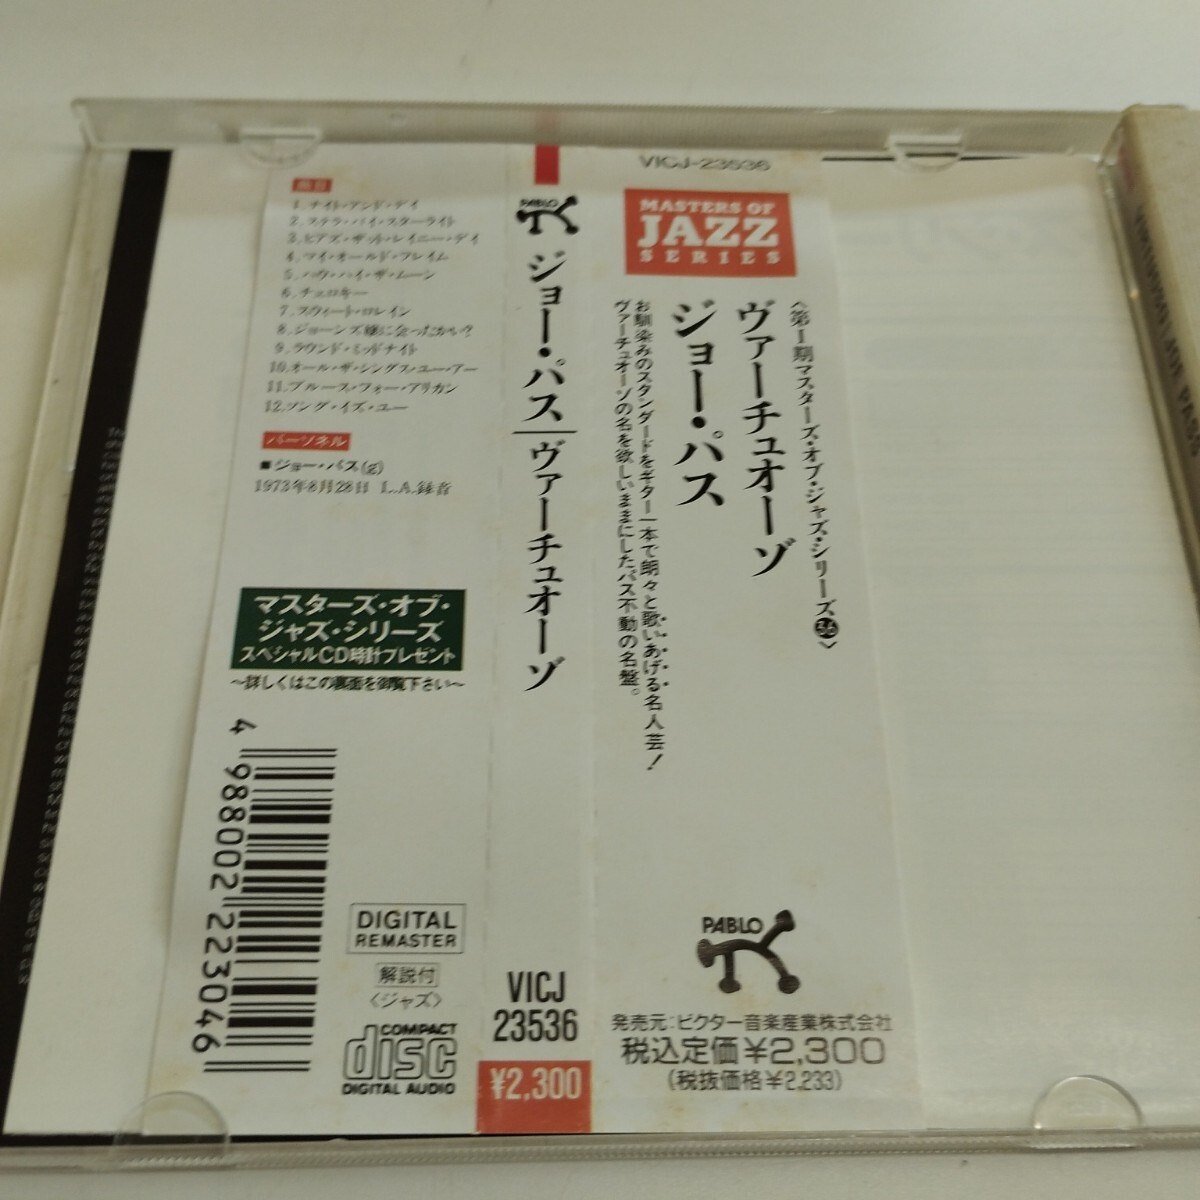 曲目
1.ナイト・アンド・デイ
2.ステラ・バイ・スターライト
3.ヒアズ・ザット・レイニー・デイ
4.マイ・オールド・フレイム
5.ハウ・ハイ・ザ・ムーン
6.チェロキー
7.スウィート・ロレイン
8.ジョーンズ嬢に会ったかい?
9.ラウンド・ミッドナイト
10.オール・ザ・シングス・ユー・アー
11.ブルース・フォー・アリカン
12.ソング・イズ・ユー
パーソネル
■ジョー・パス(g)
1973年8月28日 L.A.録音
マスターズ・オブ・
ジャズ・シリーズ
スペシャルCD時計プレゼント
〜詳しくはこの裏面を御覧下さい〜
4 988002 223046
DIGITAL
REMASTER
解説付
〈ジャズ〉
COMPACT
disc
DIGITAL AUDIO
PABLO
ジョー・パス|ヴァーチュオーゾ
VICJ
23536
¥2,300
VICJ-23536
MASTERS OF
JAZZ
SERIES
〈第1期マスターズ・オブ・ジャズ・シリーズ36〉
ヴァーチュオーゾ
ジョー・パス
お馴染みのスタンダードをギター一本で朗々と歌いあげる名人芸!
ヴァーチュオーゾの名を欲しいままにしたパス不動の名盤。
PABLO
発売元:ビクター音楽産業株式会社
税込定価¥2,300
(税抜価格¥2,233)